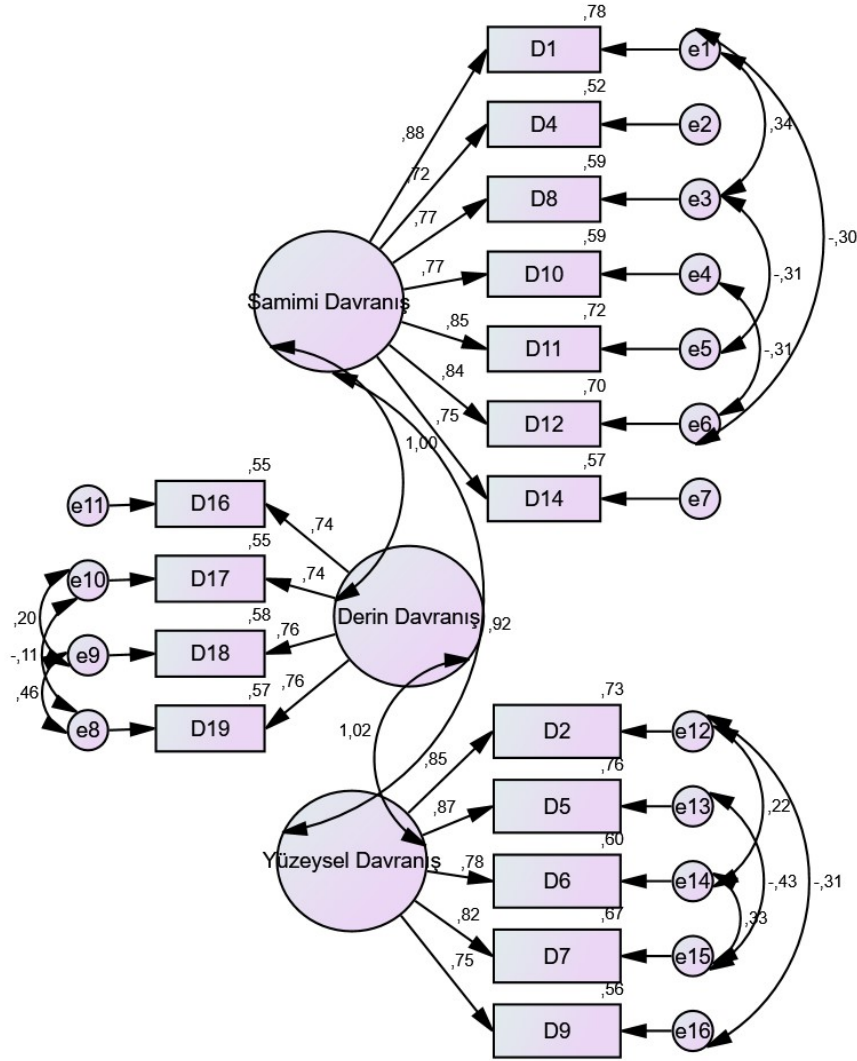 ,78
D1
e1
,88
,52
D4
e2
,34
,72
,59
D8
e3
,77
-,30
,59
D10
e4
-,31
,77
Samimi Davranış
,72
D11
e5
,85
-,31
,70
D12
e6
,84
,75
1,00
,57
D14
e7
,55
e11
D16
,74
,55
e10
D17
,74
,20
,58
Derin Davranış
,92
-,11
e9
D18
,76
,46
,57
,76
e8
D19
1,02
,73
D2
e12
,85
,76
D5
e13
,87
,22
,60
Yüzeysel Davranış
,78
D6
e14
-,43
-,31
,67
,82
,33
D7
e15
,75
,56
D9
e16